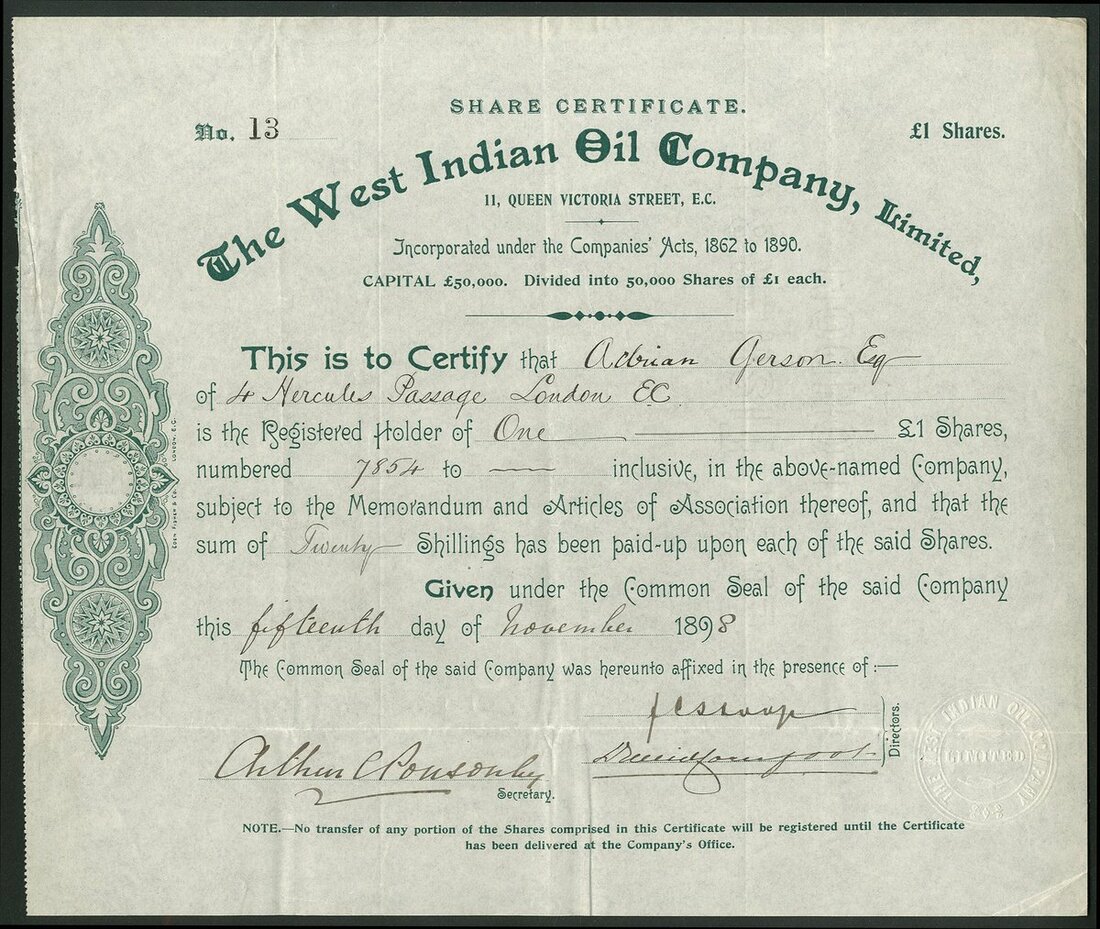 SHARE CERTIFICATE.
No. 13
£1 Shares.
The West Indian Oil Company, Limited,
11, QUEEN VICTORIA STREET, E.C.
Incorporated under the Companies' Acts, 1862 to 1890.
CAPITAL £50,000. Divided into 50,000 Shares of £1 each.
This is to Certify that Adrian Gerson Esq
of 4 Hercules Passage London EC
is the Registered Holder of One £1 Shares,
numbered 7854 to — inclusive, in the above-named Company,
subject to the Memorandum and Articles of Association thereof, and that the
sum of Twenty Shillings has been paid-up upon each of the said Shares.
Given under the Common Seal of the said Company
this fifteenth day of November 1898
The Common Seal of the said Company was hereunto affixed in the presence of :—
Directors.
Arthur C Ponsonby
Secretary.
THE WEST INDIAN OIL COMPANY
LIMITED
NOTE.—No transfer of any portion of the Shares comprised in this Certificate will be registered until the Certificate
has been delivered at the Company's Office.
LONDON, E.C.